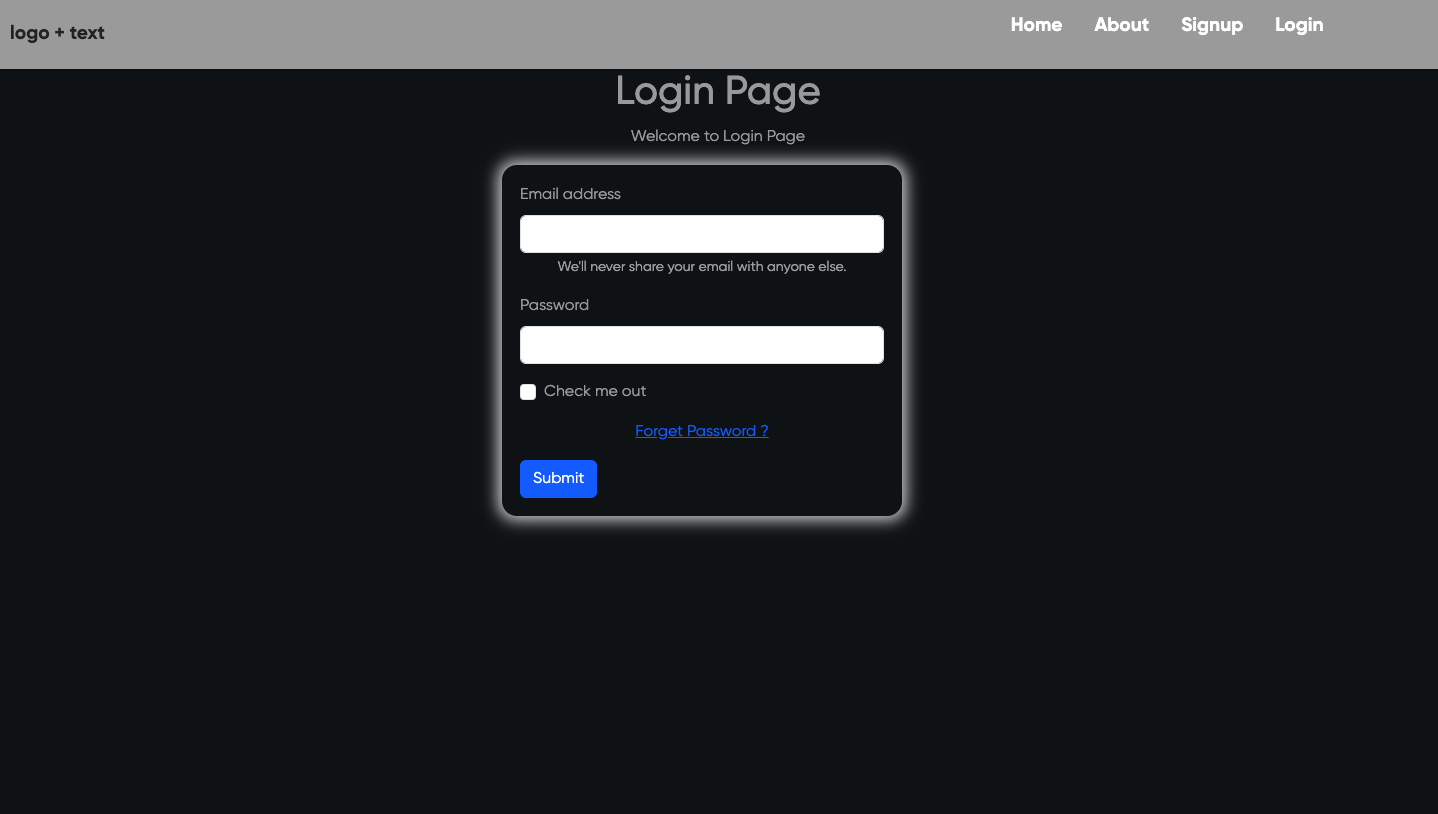 logo + text
Home About Signup Login
Login Page
Welcome to Login Page
Email address
We'll never share your email with anyone else.
Password
Check me out
Forget Password ?
Submit